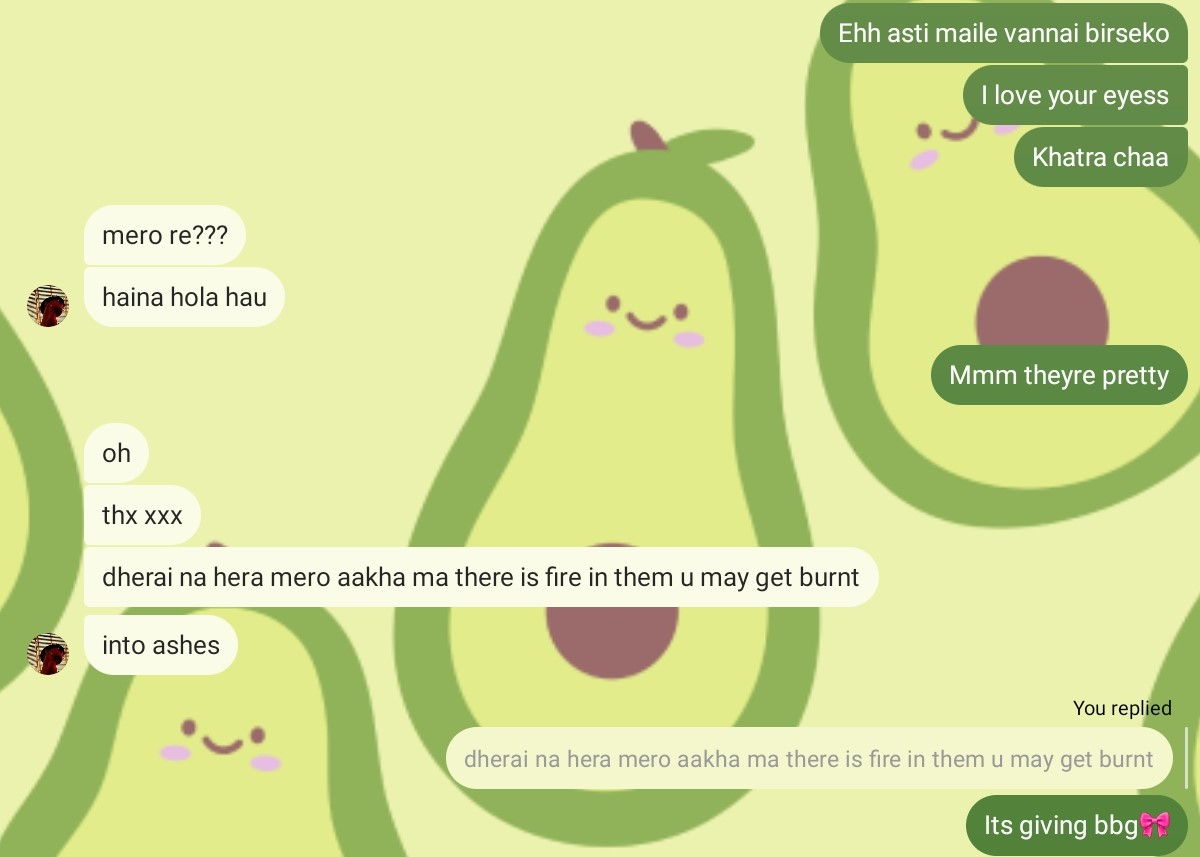 Ehh asti maile vannai birseko
I love your eyess
Khatra chaa
mero re???
haina hola hau
Mmm theyre pretty
oh
thx xxx
dherai na hera mero aakha ma there is fire in them u may get burnt
into ashes
You replied
dherai na hera mero aakha ma there is fire in them u may get burnt
Its giving bbg🎀